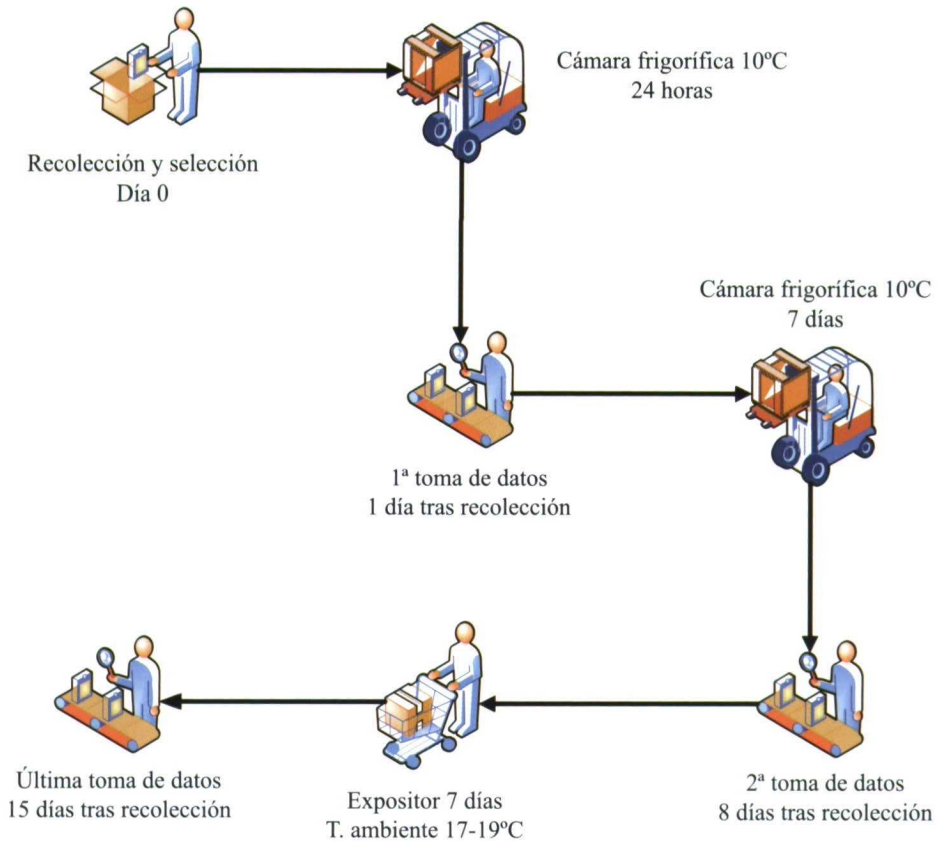 Recolección y selección
Día 0
Cámara frigorífica 10ºC
24 horas
1ª toma de datos
1 día tras recolección
Cámara frigorífica 10ºC
7 días
2ª toma de datos
8 días tras recolección
Expositor 7 días
T. ambiente 17-19ºC
Última toma de datos
15 días tras recolección